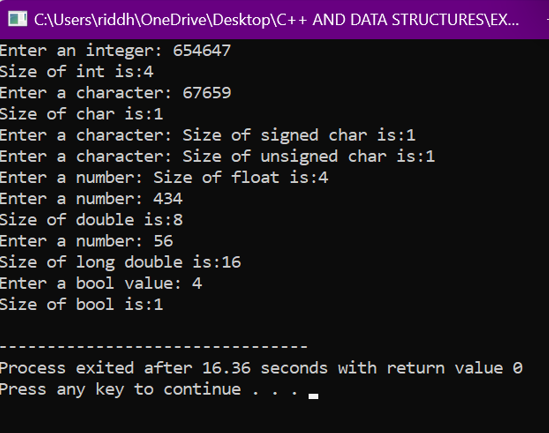 C:\Users\riddh\OneDrive\Desktop\C++ AND DATA STRUCTURES\EX...
Enter an integer: 654647
Size of int is:4
Enter a character: 67659
Size of char is:1
Enter a character: Size of signed char is:1
Enter a character: Size of unsigned char is:1
Enter a number: Size of float is:4
Enter a number: 434
Size of double is:8
Enter a number: 56
Size of long double is:16
Enter a bool value: 4
Size of bool is:1
--------------------------------
Process exited after 16.36 seconds with return value 0
Press any key to continue . . .